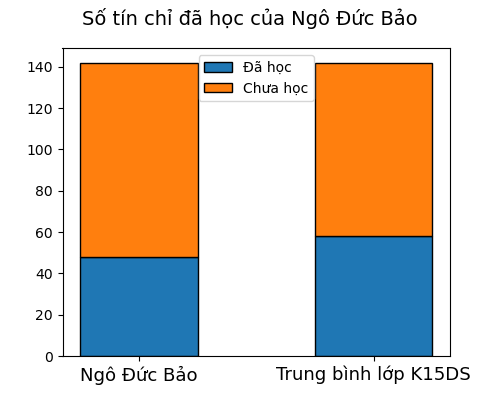 Số tín chỉ đã học của Ngô Đức Bảo
Đã học
Chưa học
140
120
100
80
60
40
20
0
Ngô Đức Bảo
Trung bình lớp K15DS